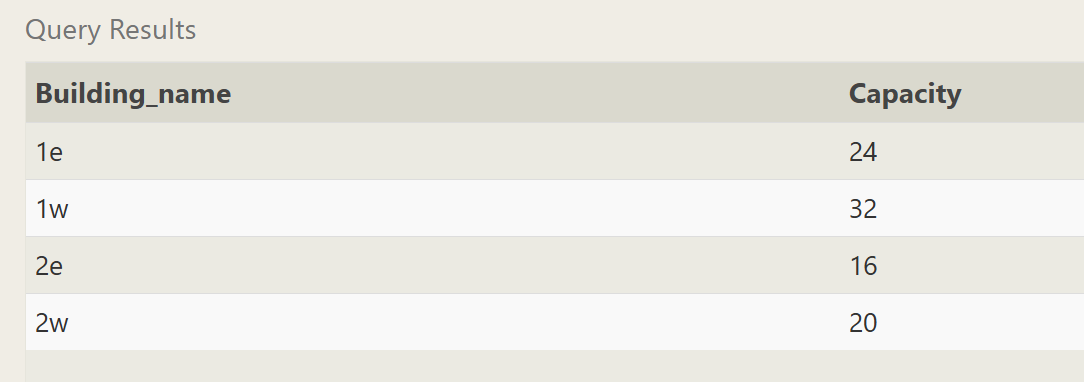 Query Results
Building_name Capacity
1e 24
1w 32
2e 16
2w 20